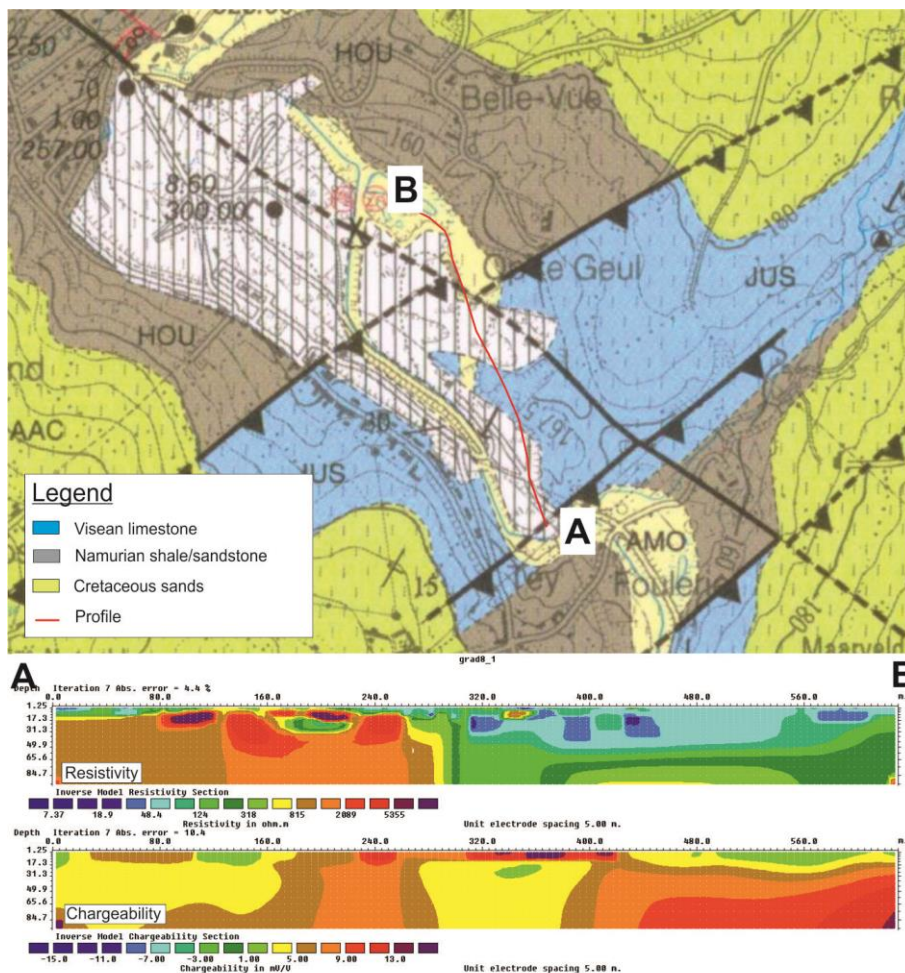 HOU
Belle-Vue
70
1.00
257.00
160
8.60
300.00
B
180
JUS
HOU
AAC
30
JUS
A
AMO
15
160
180
Maarveld
Legend
Visean limestone
Namurian shale/sandstone
Cretaceous sands
Profile
grad8_1
A
Depth Iteration 7 Abs. error = 4.4 %
0.0 80.0 160.0 240.0 320.0 400.0 480.0 560.0 m.
1.25
17.3
31.3
49.9
65.6
84.7
Resistivity
Inverse Model Resistivity Section
7.37 18.9 48.4 124 318 815 2089 5355
Resistivity in ohm.m
Unit electrode spacing 5.00 m.
Depth Iteration 7 Abs. error = 10.4
0.0 80.0 160.0 240.0 320.0 400.0 480.0 560.0 m.
1.25
17.3
31.3
49.9
65.6
84.7
Chargeability
Inverse Model Chargeability Section
-15.0 -11.0 -7.00 -3.00 1.00 5.00 9.00 13.0
Chargeability in mV/V
Unit electrode spacing 5.00 m.